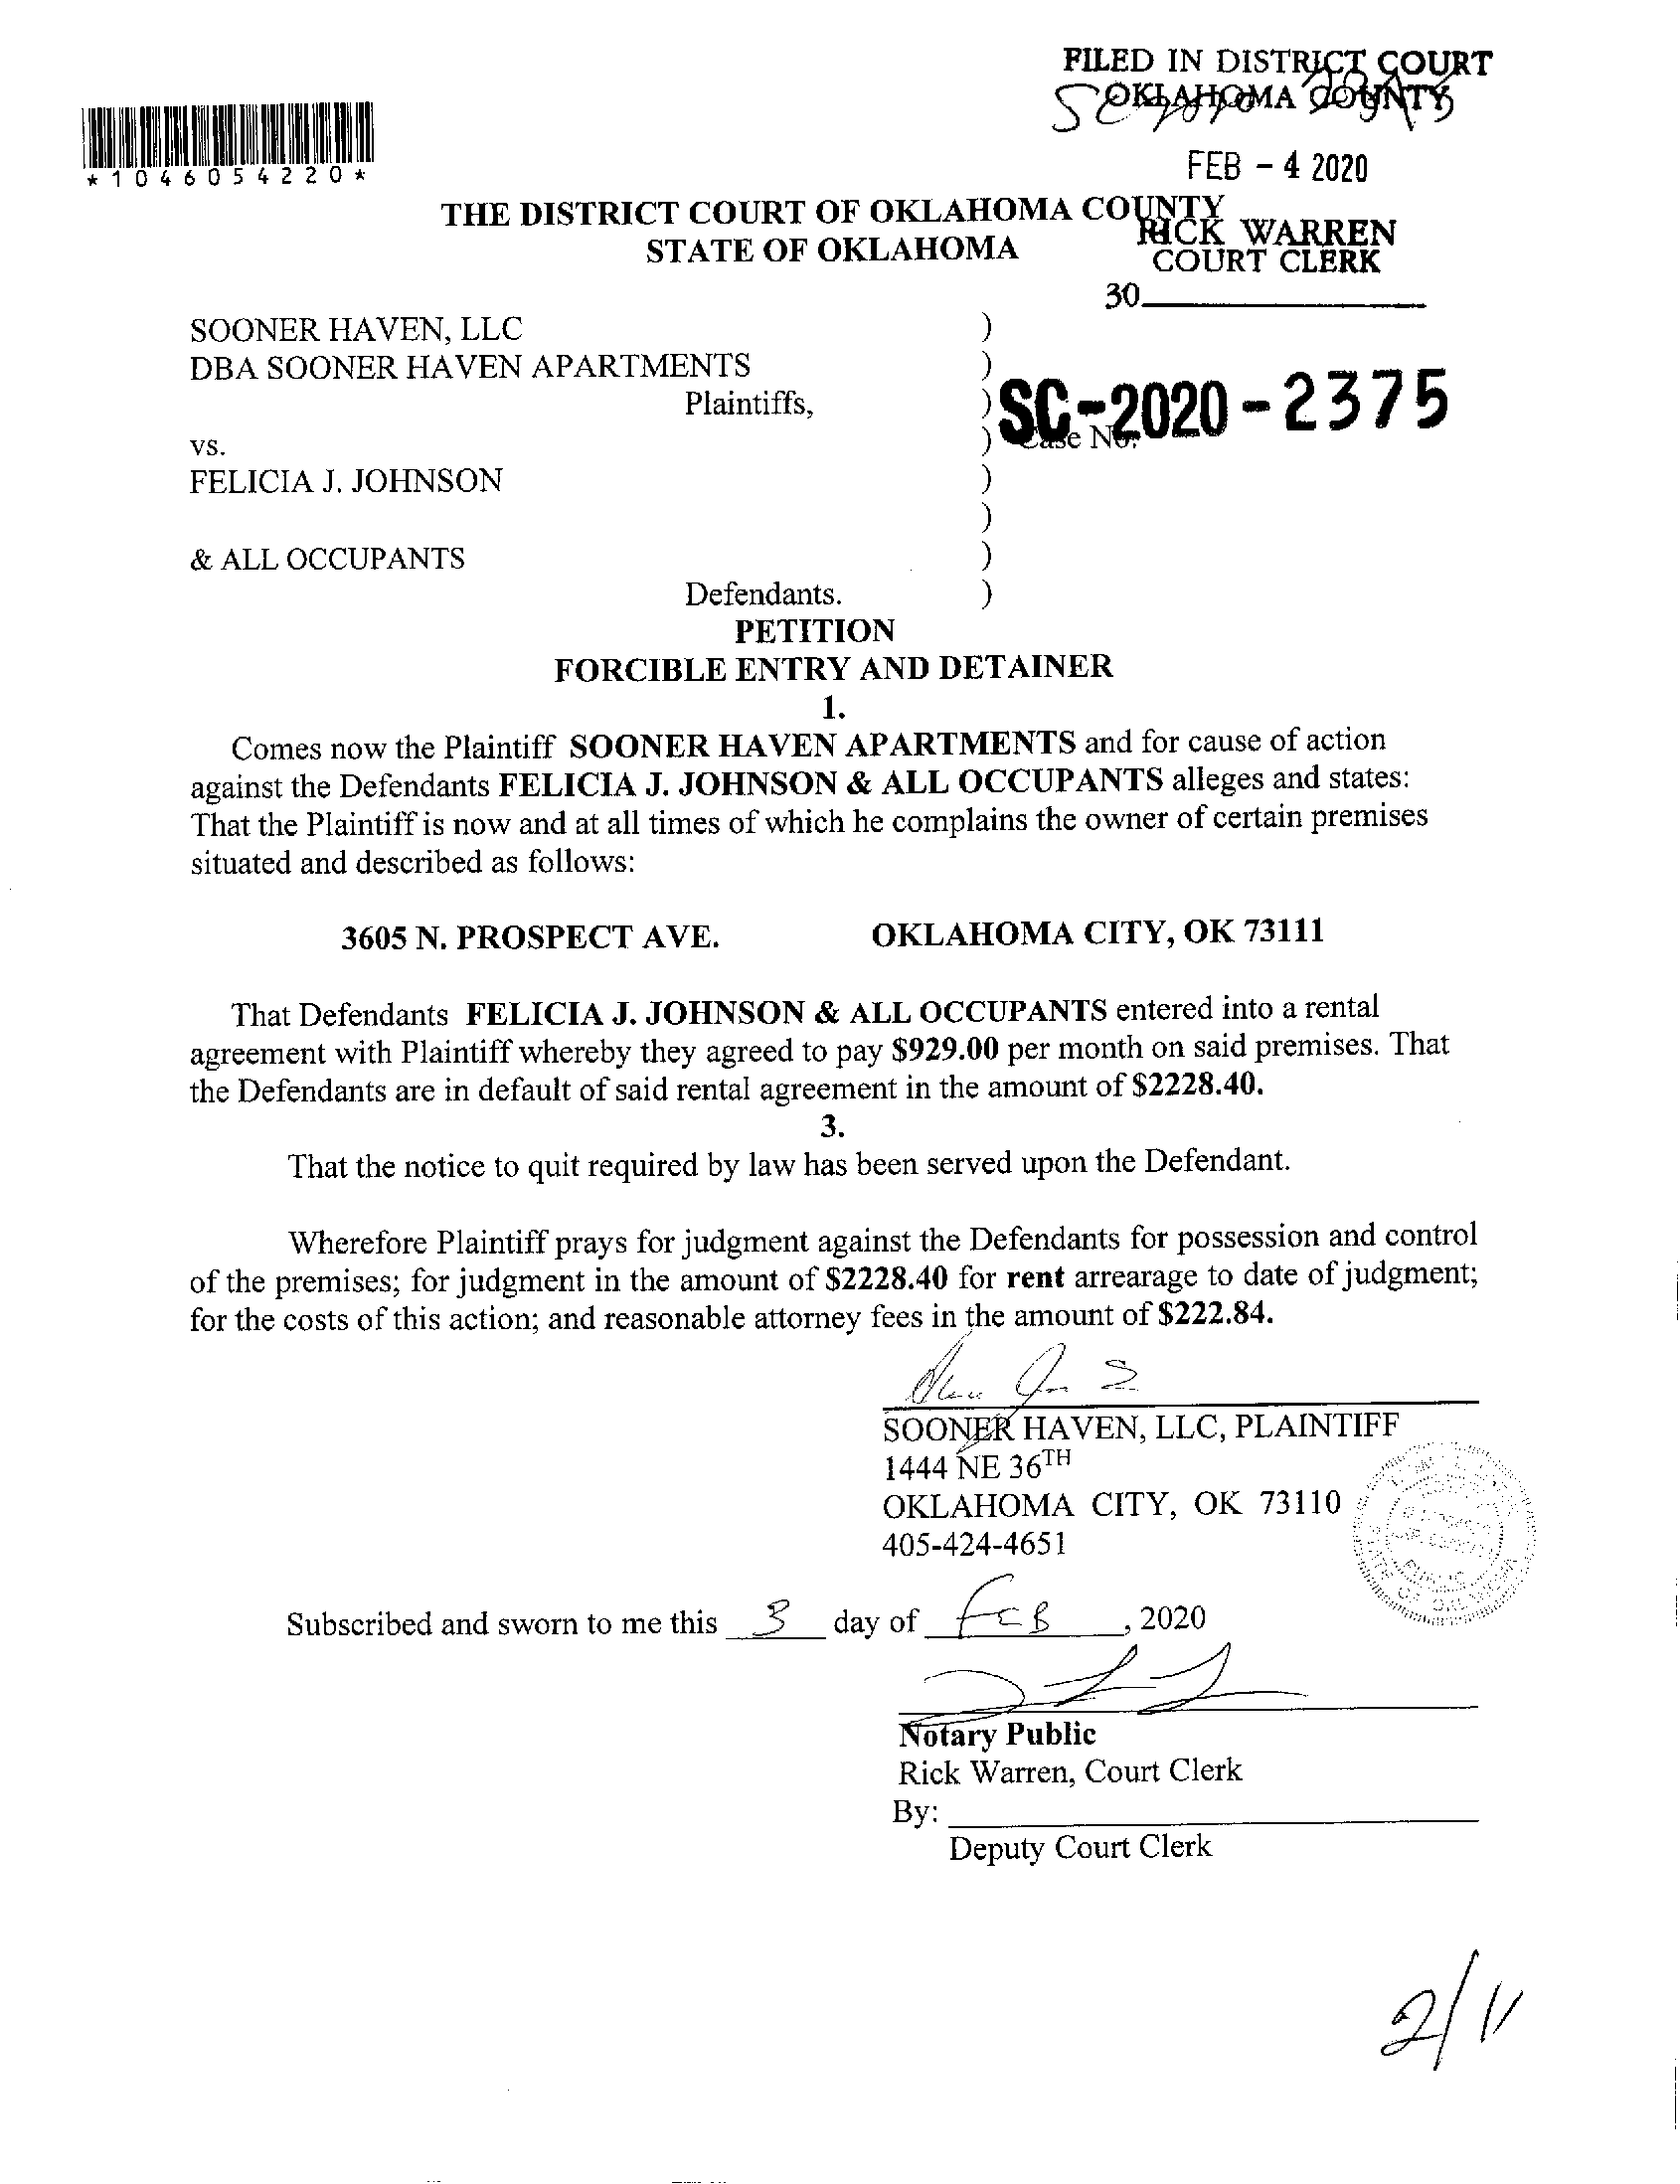 FILED IN DISTRICT COURT
OKLAHOMA COUNTY
FEB - 4 2020
*1046054220*
THE DISTRICT COURT OF OKLAHOMA COUNTY
STATE OF OKLAHOMA
RICK WARREN
COURT CLERK
30
SOONER HAVEN, LLC )
DBA SOONER HAVEN APARTMENTS )
Plaintiffs, ) SC-2020-2375
vs. ) Case No.
FELICIA J. JOHNSON )
)
& ALL OCCUPANTS )
Defendants. )
PETITION
FORCIBLE ENTRY AND DETAINER
1.
Comes now the Plaintiff SOONER HAVEN APARTMENTS and for cause of action
against the Defendants FELICIA J. JOHNSON & ALL OCCUPANTS alleges and states:
That the Plaintiff is now and at all times of which he complains the owner of certain premises
situated and described as follows:
3605 N. PROSPECT AVE. OKLAHOMA CITY, OK 73111
That Defendants FELICIA J. JOHNSON & ALL OCCUPANTS entered into a rental
agreement with Plaintiff whereby they agreed to pay $929.00 per month on said premises. That
the Defendants are in default of said rental agreement in the amount of $2228.40.
3.
That the notice to quit required by law has been served upon the Defendant.
Wherefore Plaintiff prays for judgment against the Defendants for possession and control
of the premises; for judgment in the amount of $2228.40 for rent arrearage to date of judgment;
for the costs of this action; and reasonable attorney fees in the amount of $222.84.
SOONER HAVEN, LLC, PLAINTIFF
1444 NE 36TH
OKLAHOMA CITY, OK 73110
405-424-4651
Subscribed and sworn to me this 3 day of FEB, 2020
Notary Public
Rick Warren, Court Clerk
By:
Deputy Court Clerk
2/11